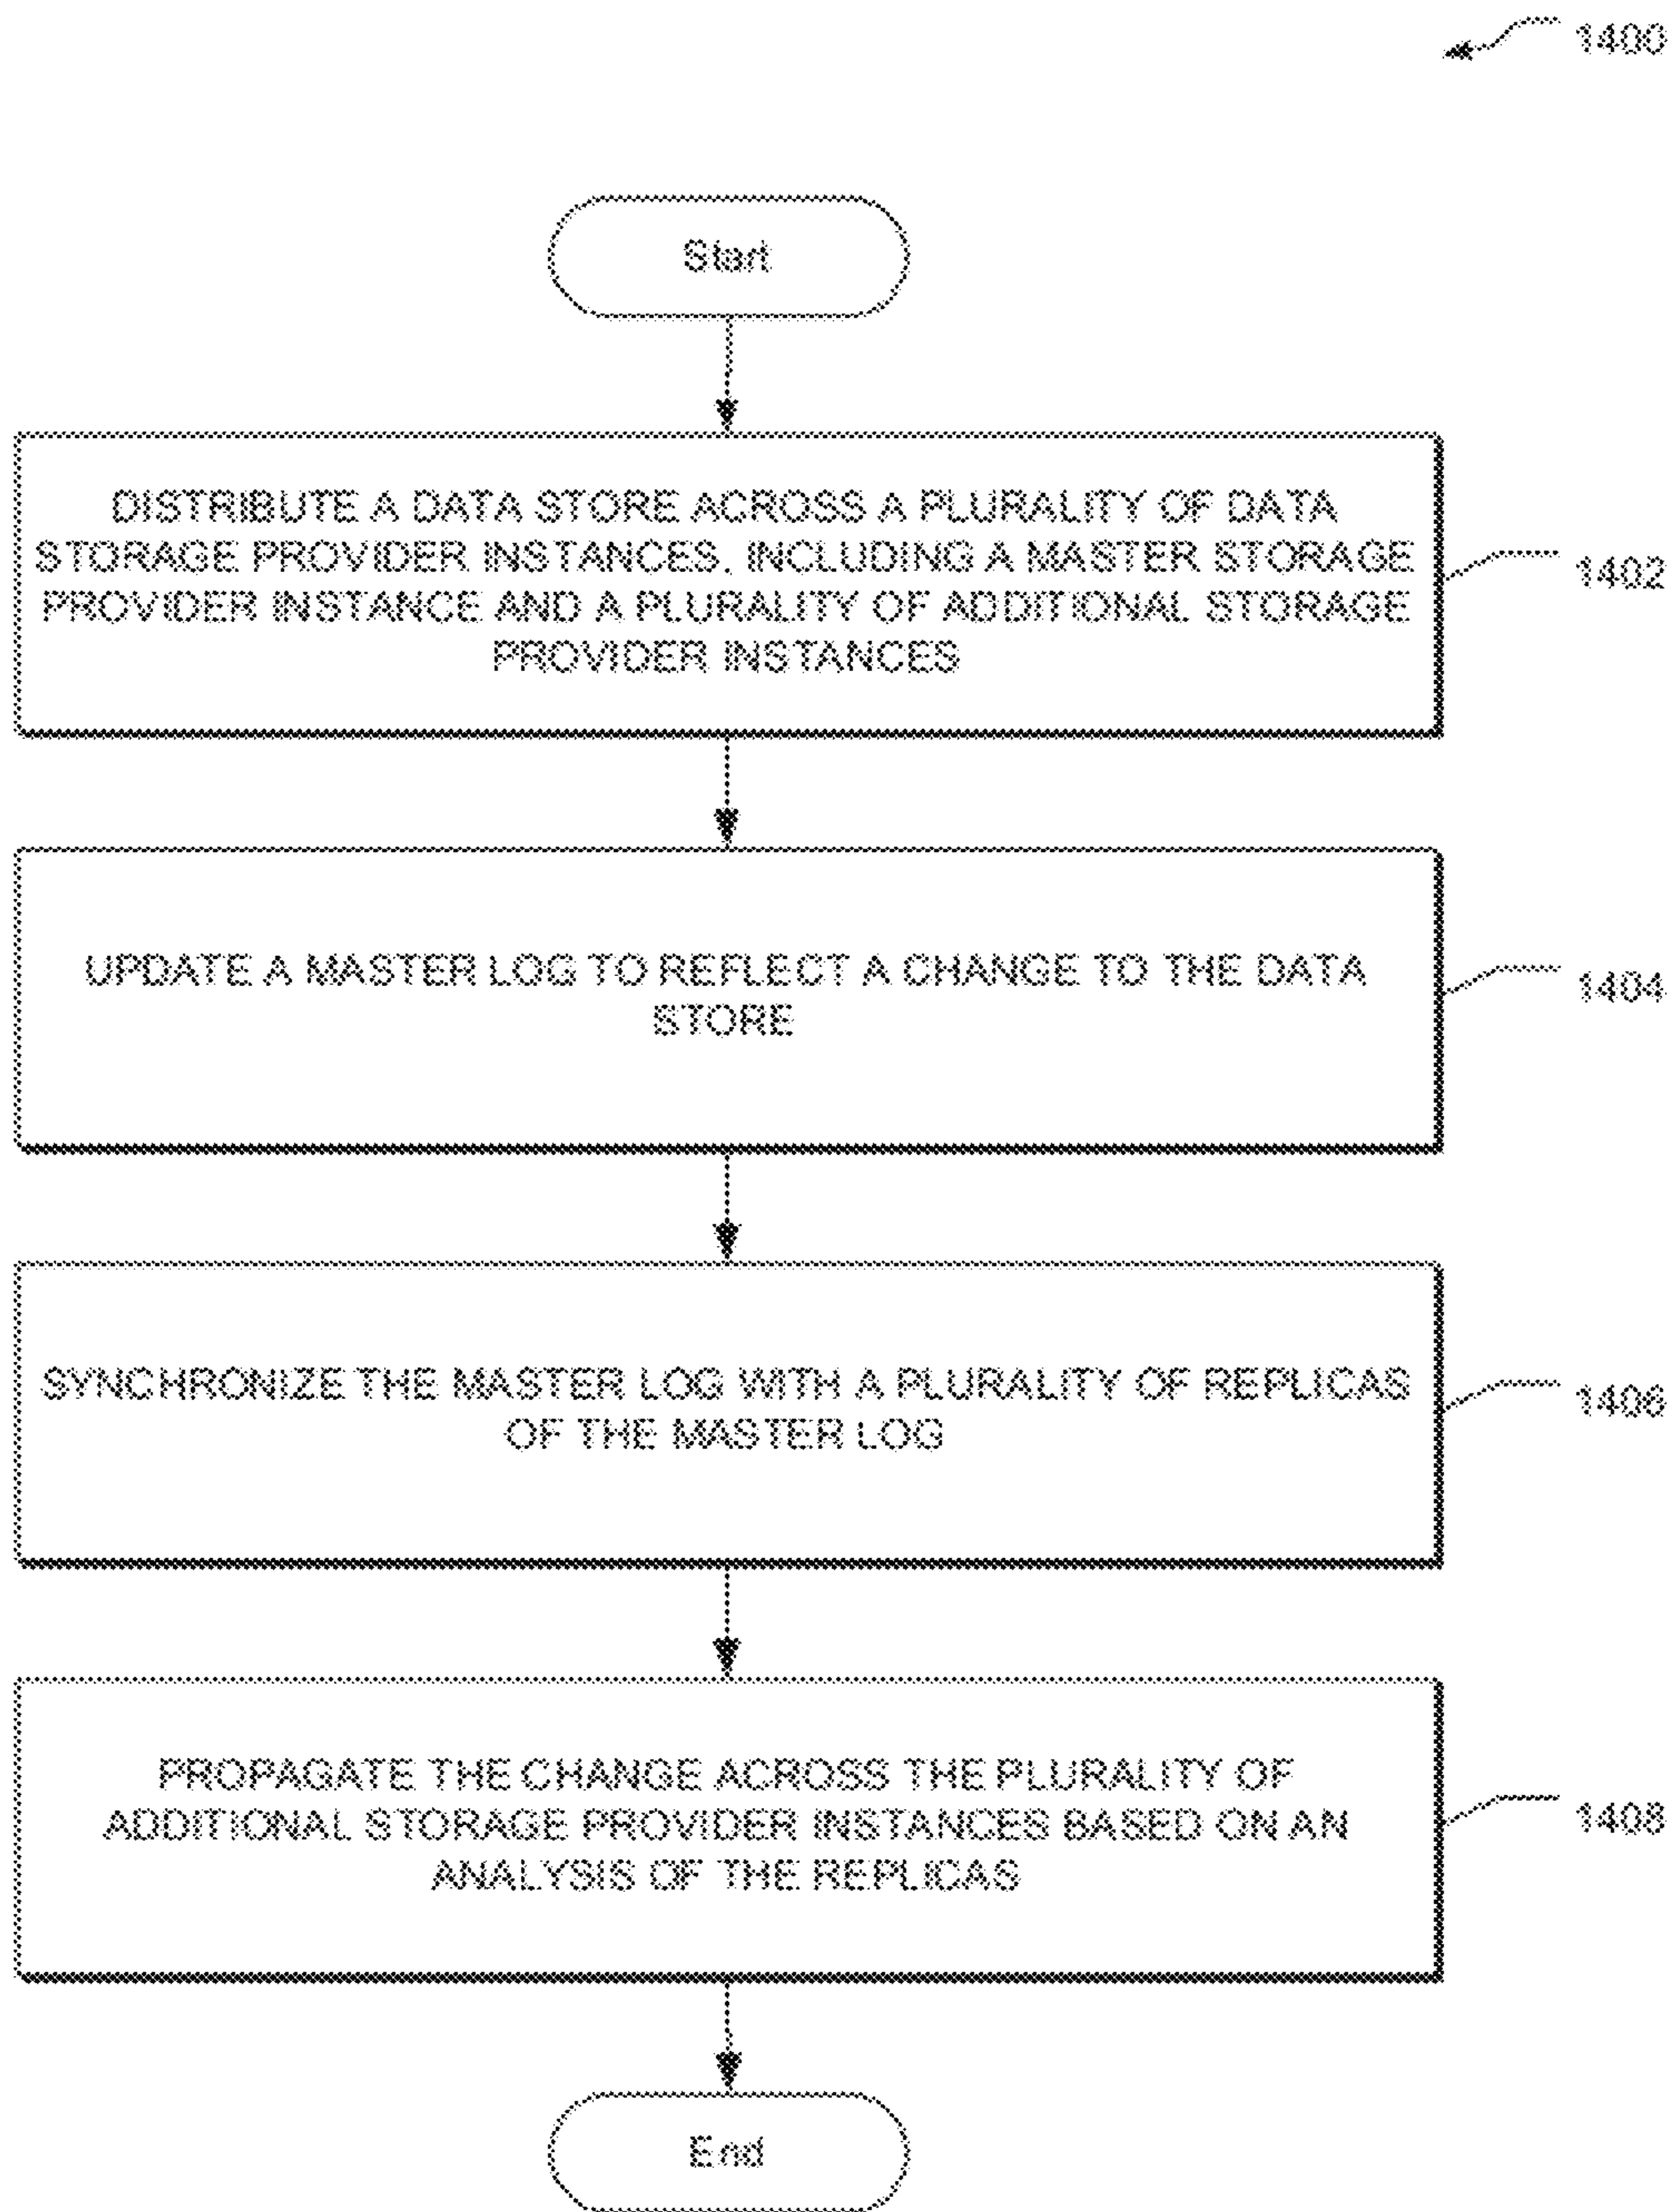 1400
Start
DISTRIBUTE A DATA STORE ACROSS A PLURALITY OF DATA
STORAGE PROVIDER INSTANCES, INCLUDING A MASTER STORAGE
PROVIDER INSTANCE AND A PLURALITY OF ADDITIONAL STORAGE
PROVIDER INSTANCES
1402
UPDATE A MASTER LOG TO REFLECT A CHANGE TO THE DATA
STORE
1404
SYNCHRONIZE THE MASTER LOG WITH A PLURALITY OF REPLICAS
OF THE MASTER LOG
1406
PROPAGATE THE CHANGE ACROSS THE PLURALITY OF
ADDITIONAL STORAGE PROVIDER INSTANCES BASED ON AN
ANALYSIS OF THE REPLICAS
1408
End